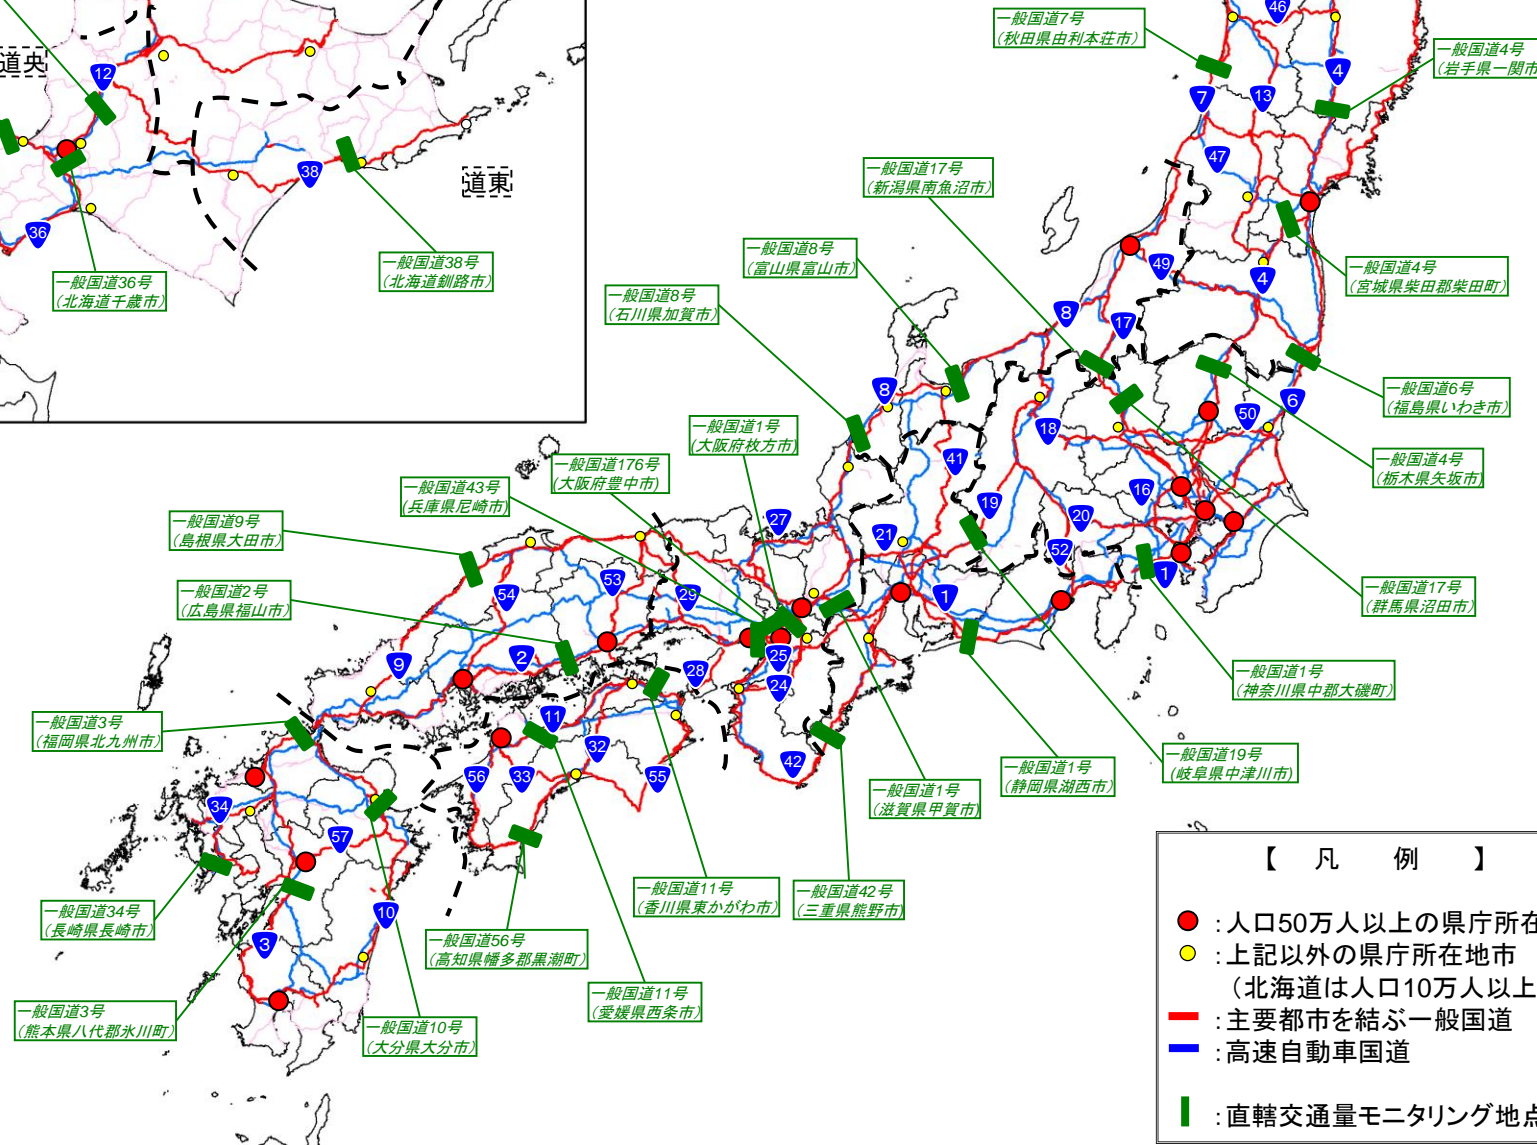 道央
道東
12
38
36
一般国道36号
（北海道千歳市）
一般国道38号
（北海道釧路市）
一般国道7号
（秋田県由利本荘市）
46
一般国道4号
（岩手県一関市
4
7
13
47
一般国道17号
（新潟県南魚沼市）
一般国道8号
（富山県富山市）
一般国道8号
（石川県加賀市）
49
4
一般国道4号
（宮城県柴田郡柴田町）
8
17
一般国道6号
（福島県いわき市）
6
50
8
18
一般国道4号
（栃木県矢坂市）
一般国道1号
（大阪府枚方市）
41
一般国道176号
（大阪府豊中市）
一般国道43号
（兵庫県尼崎市）
16
19
20
一般国道9号
（島根県大田市）
27
21
52
1
一般国道17号
（群馬県沼田市）
一般国道2号
（広島県福山市）
54
53
29
1
9
2
25
28
24
一般国道1号
（神奈川県中郡大磯町）
一般国道3号
（福岡県北九州市）
11
32
42
56
33
55
一般国道19号
（岐阜県中津川市）
一般国道1号
（静岡県湖西市）
一般国道1号
（滋賀県甲賀市）
34
57
一般国道11号
（香川県東かがわ市）
一般国道42号
（三重県熊野市）
一般国道34号
（長崎県長崎市）
10
3
一般国道56号
（高知県幡多郡黒潮町）
一般国道11号
（愛媛県西条市）
一般国道3号
（熊本県八代郡氷川町）
一般国道10号
（大分県大分市）
【　凡　例　】
：人口50万人以上の県庁所在
：上記以外の県庁所在地市
（北海道は人口10万人以上
：主要都市を結ぶ一般国道
：高速自動車国道
：直轄交通量モニタリング地点